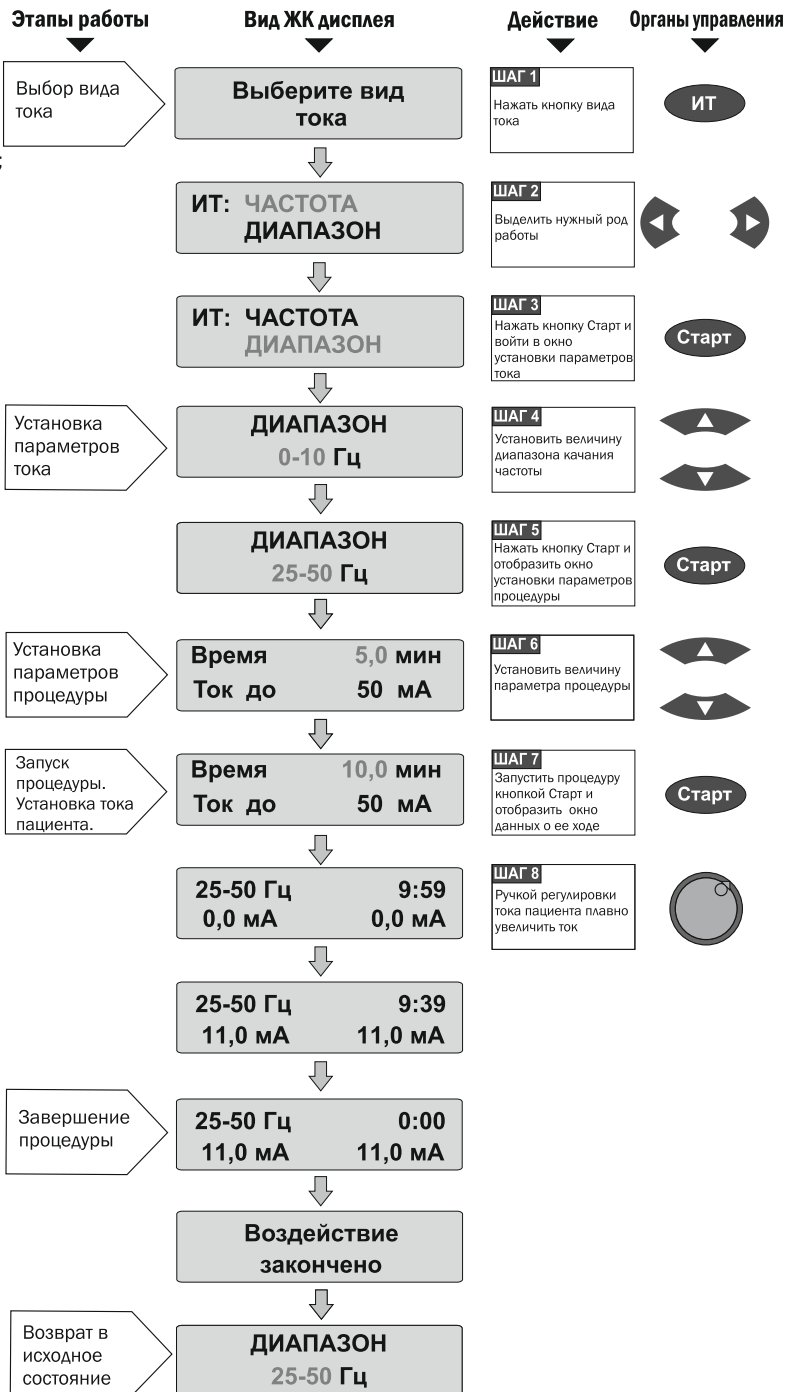 Этапы работы
Вид ЖК дисплея
Действие
Органы управления
Выбор вида
тока
Выберите вид
тока
ШАГ 1
Нажать кнопку вида
тока
ИТ
;
ИТ: ЧАСТОТА
ДИАПАЗОН
ШАГ 2
Выделить нужный род
работы
ИТ: ЧАСТОТА
ДИАПАЗОН
ШАГ 3
Нажать кнопку Старт и
войти в окно
установки параметров
тока
Старт
Установка
параметров
тока
ДИАПАЗОН
0-10 Гц
ШАГ 4
Установить величину
диапазона качания
частоты
ДИАПАЗОН
25-50 Гц
ШАГ 5
Нажать кнопку Старт и
отобразить окно
установки параметров
процедуры
Старт
Установка
параметров
процедуры
Время 5,0 мин
Ток до 50 мА
ШАГ 6
Установить величину
параметра процедуры
Запуск
процедуры.
Установка тока
пациента.
Время 10,0 мин
Ток до 50 мА
ШАГ 7
Запустить процедуру
кнопкой Старт и
отобразить окно
данных о ее ходе
Старт
25-50 Гц 9:59
0,0 мА 0,0 мА
ШАГ 8
Ручкой регулировки
тока пациента плавно
увеличить ток
25-50 Гц 9:39
11,0 мА 11,0 мА
Завершение
процедуры
25-50 Гц 0:00
11,0 мА 11,0 мА
Воздействие
закончено
Возврат в
исходное
состояние
ДИАПАЗОН
25-50 Гц